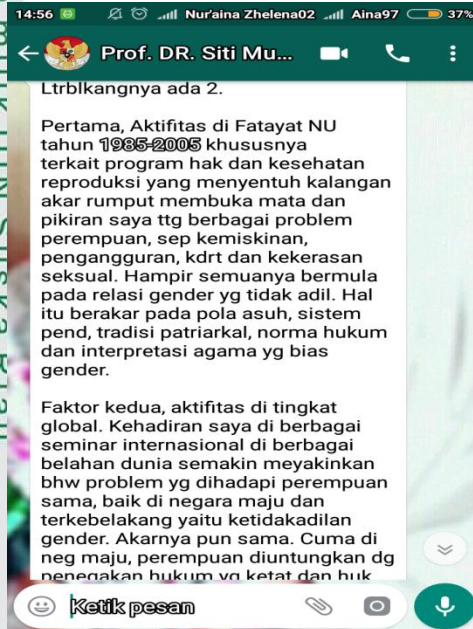 14:56 Nur'aina Zhelena02 Aina97 37%
Prof. DR. Siti Mu...
Ltrblkangnya ada 2.
Pertama, Aktifitas di Fatayat NU
tahun 1985-2005 khususnya
terkait program hak dan kesehatan
reproduksi yang menyentuh kalangan
akar rumput membuka mata dan
pikiran saya ttg berbagai problem
perempuan, sep kemiskinan,
pengangguran, kdrt dan kekerasan
seksual. Hampir semuanya bermula
pada relasi gender yg tidak adil. Hal
itu berakar pada pola asuh, sistem
pend, tradisi patriarkal, norma hukum
dan interpretasi agama yg bias
gender.
Faktor kedua, aktifitas di tingkat
global. Kehadiran saya di berbagai
seminar internasional di berbagai
belahan dunia semakin meyakinkan
bhw problem yg dihadapi perempuan
sama, baik di negara maju dan
terkebelakang yaitu ketidakadilan
gender. Akarnya pun sama. Cuma di
neg maju, perempuan diuntungkan dg
penegakan hukum yg ketat dan huk
Ketik pesan